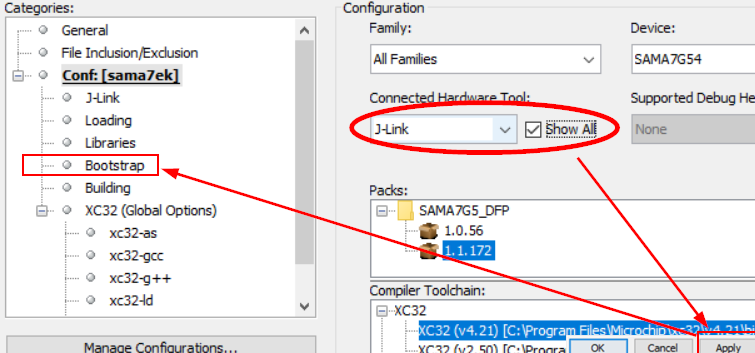 Categories:
General
File Inclusion/Exclusion
Conf: [sama7ek]
J-Link
Loading
Libraries
Bootstrap
Building
XC32 (Global Options)
xc32-as
xc32-gcc
xc32-g++
xc32-ld
Manage Configurations...
Configuration
Family:
Device:
All Families
SAMA7G54
Connected Hardware Tool:
Supported Debug He
J-Link
Show All
None
Packs:
SAMA7G5_DFP
1.0.56
1.1.172
Compiler Toolchain:
XC32
XC32 (v4.21) [C:\Program Files\Microchip\xc32\v4.21\bi
XC32 (v2.50) [C:\Progra
OK
Cancel
Apply